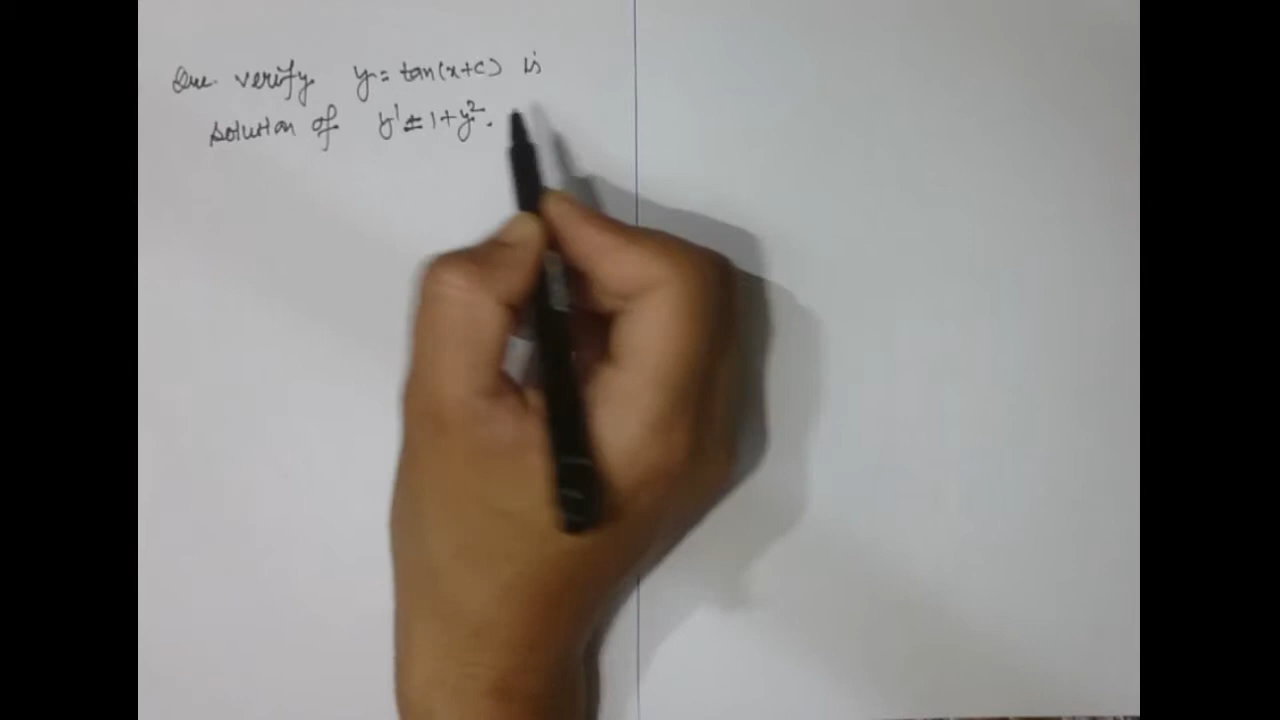 Que. verify y = tan(x+c) is
solution of y' = 1+y².